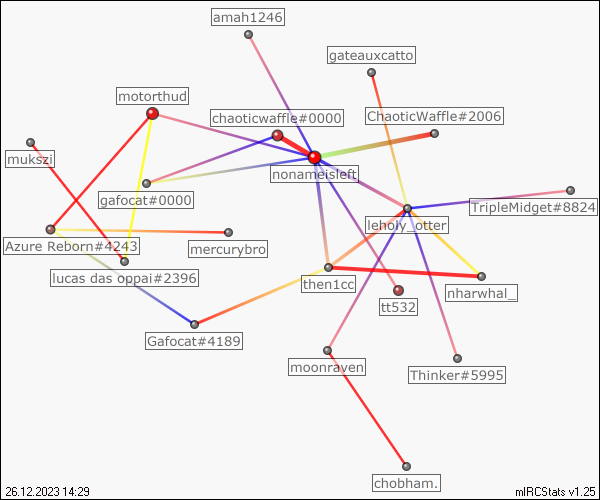 amah1246
gateauxcatto
motorthud
chaoticwaffle#0000
ChaoticWaffle#2006
mukszi
nonameisleft
gafocat#0000
TripleMidget#8824
leholy_otter
Azure Reborn#4243
mercurybro
lucas das oppai#2396
then1cc
nharwhal_
tt532
Gafocat#4189
moonraven
Thinker#5995
chobham.
26.12.2023 14:29
mIRCStats v1.25